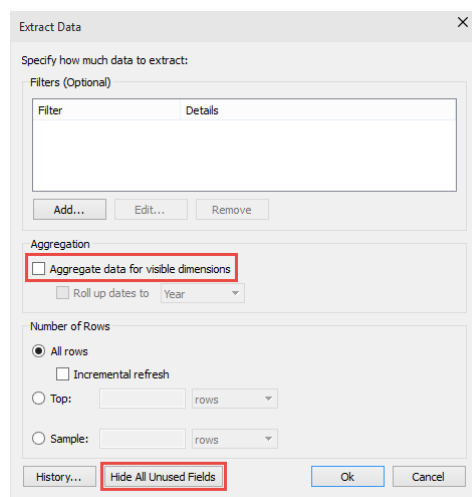 Extract Data
Specify how much data to extract:
Filters (Optional)
Filter Details
Add... Edit... Remove
Aggregation
Aggregate data for visible dimensions
Roll up dates to Year
Number of Rows
All rows
Incremental refresh
Top: rows
Sample: rows
History... Hide All Unused Fields Ok Cancel